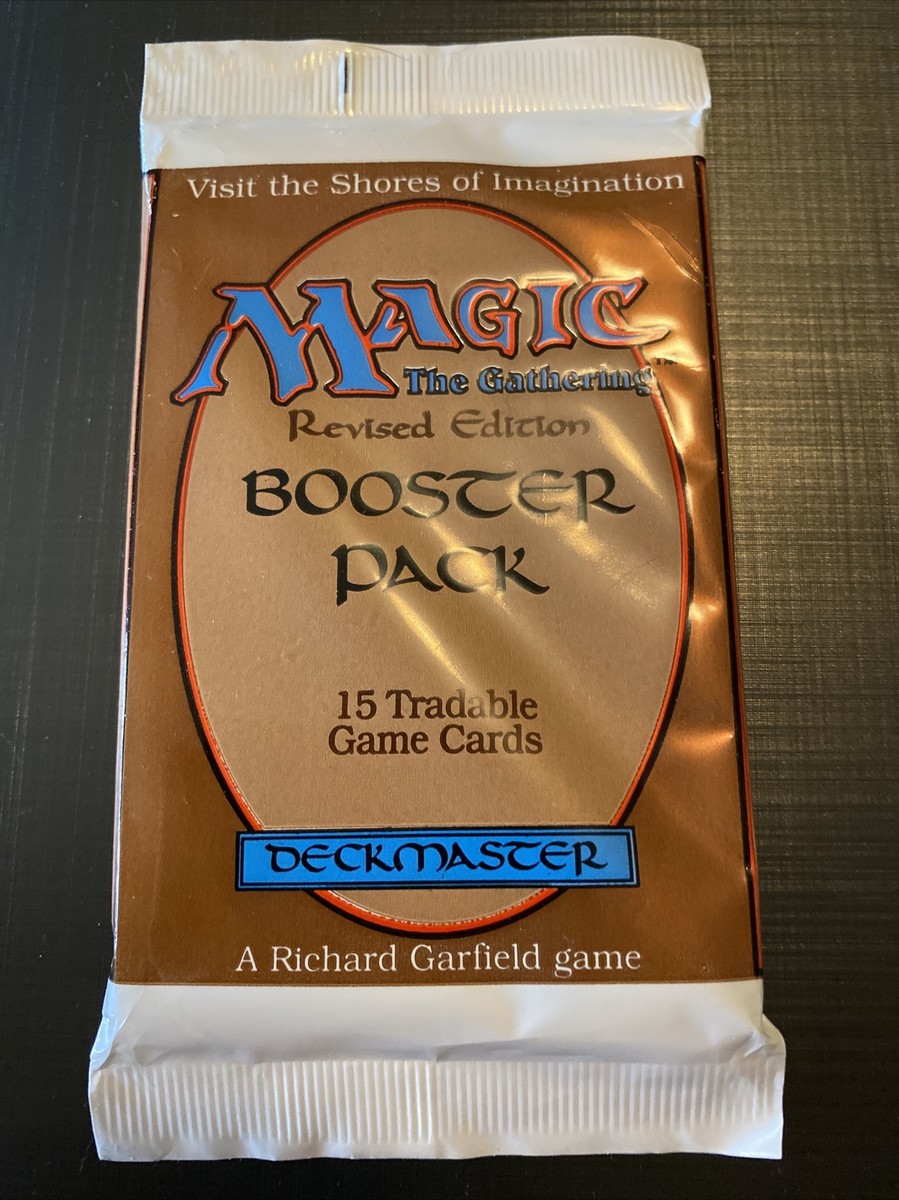 Visit the Shores of Imagination
MAGIC
The Gathering™
Revised Edition
BOOSTER
PACK
15 Tradable
Game Cards
DECKMASTER
A Richard Garfield game